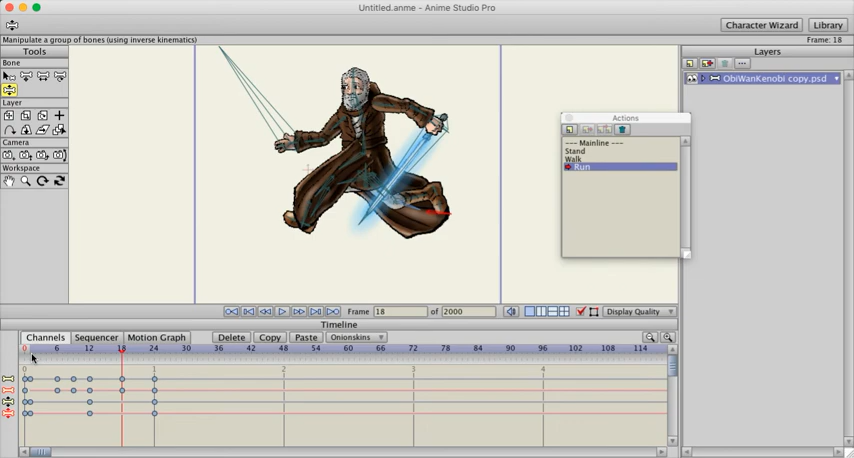 Untitled.anme - Anime Studio Pro
Character Wizard Library
Manipulate a group of bones (using inverse kinematics) Frame: 18
Tools
Bone
Layer
Camera
Workspace
Layers
ObiWanKenobi copy.psd
Actions
--- Mainline ---
Stand
Walk
Run
Frame 18 of 2000 Display Quality
Timeline
Channels Sequencer Motion Graph Delete Copy Paste Onionskins
0 6 12 18 24 30 36 42 48 54 60 66 72 78 84 90 96 102 108 114
0 1 2 3 4